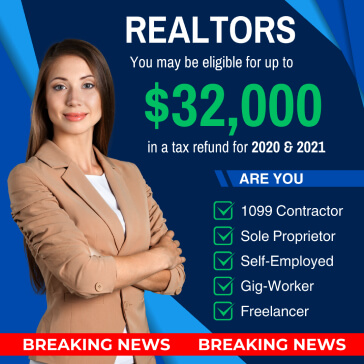 REALTORS
You may be eligible for up to
$32,000
in a tax refund for 2020 & 2021
ARE YOU
1099 Contractor
Sole Proprietor
Self-Employed
Gig-Worker
Freelancer
BREAKING NEWS BREAKING NEWS